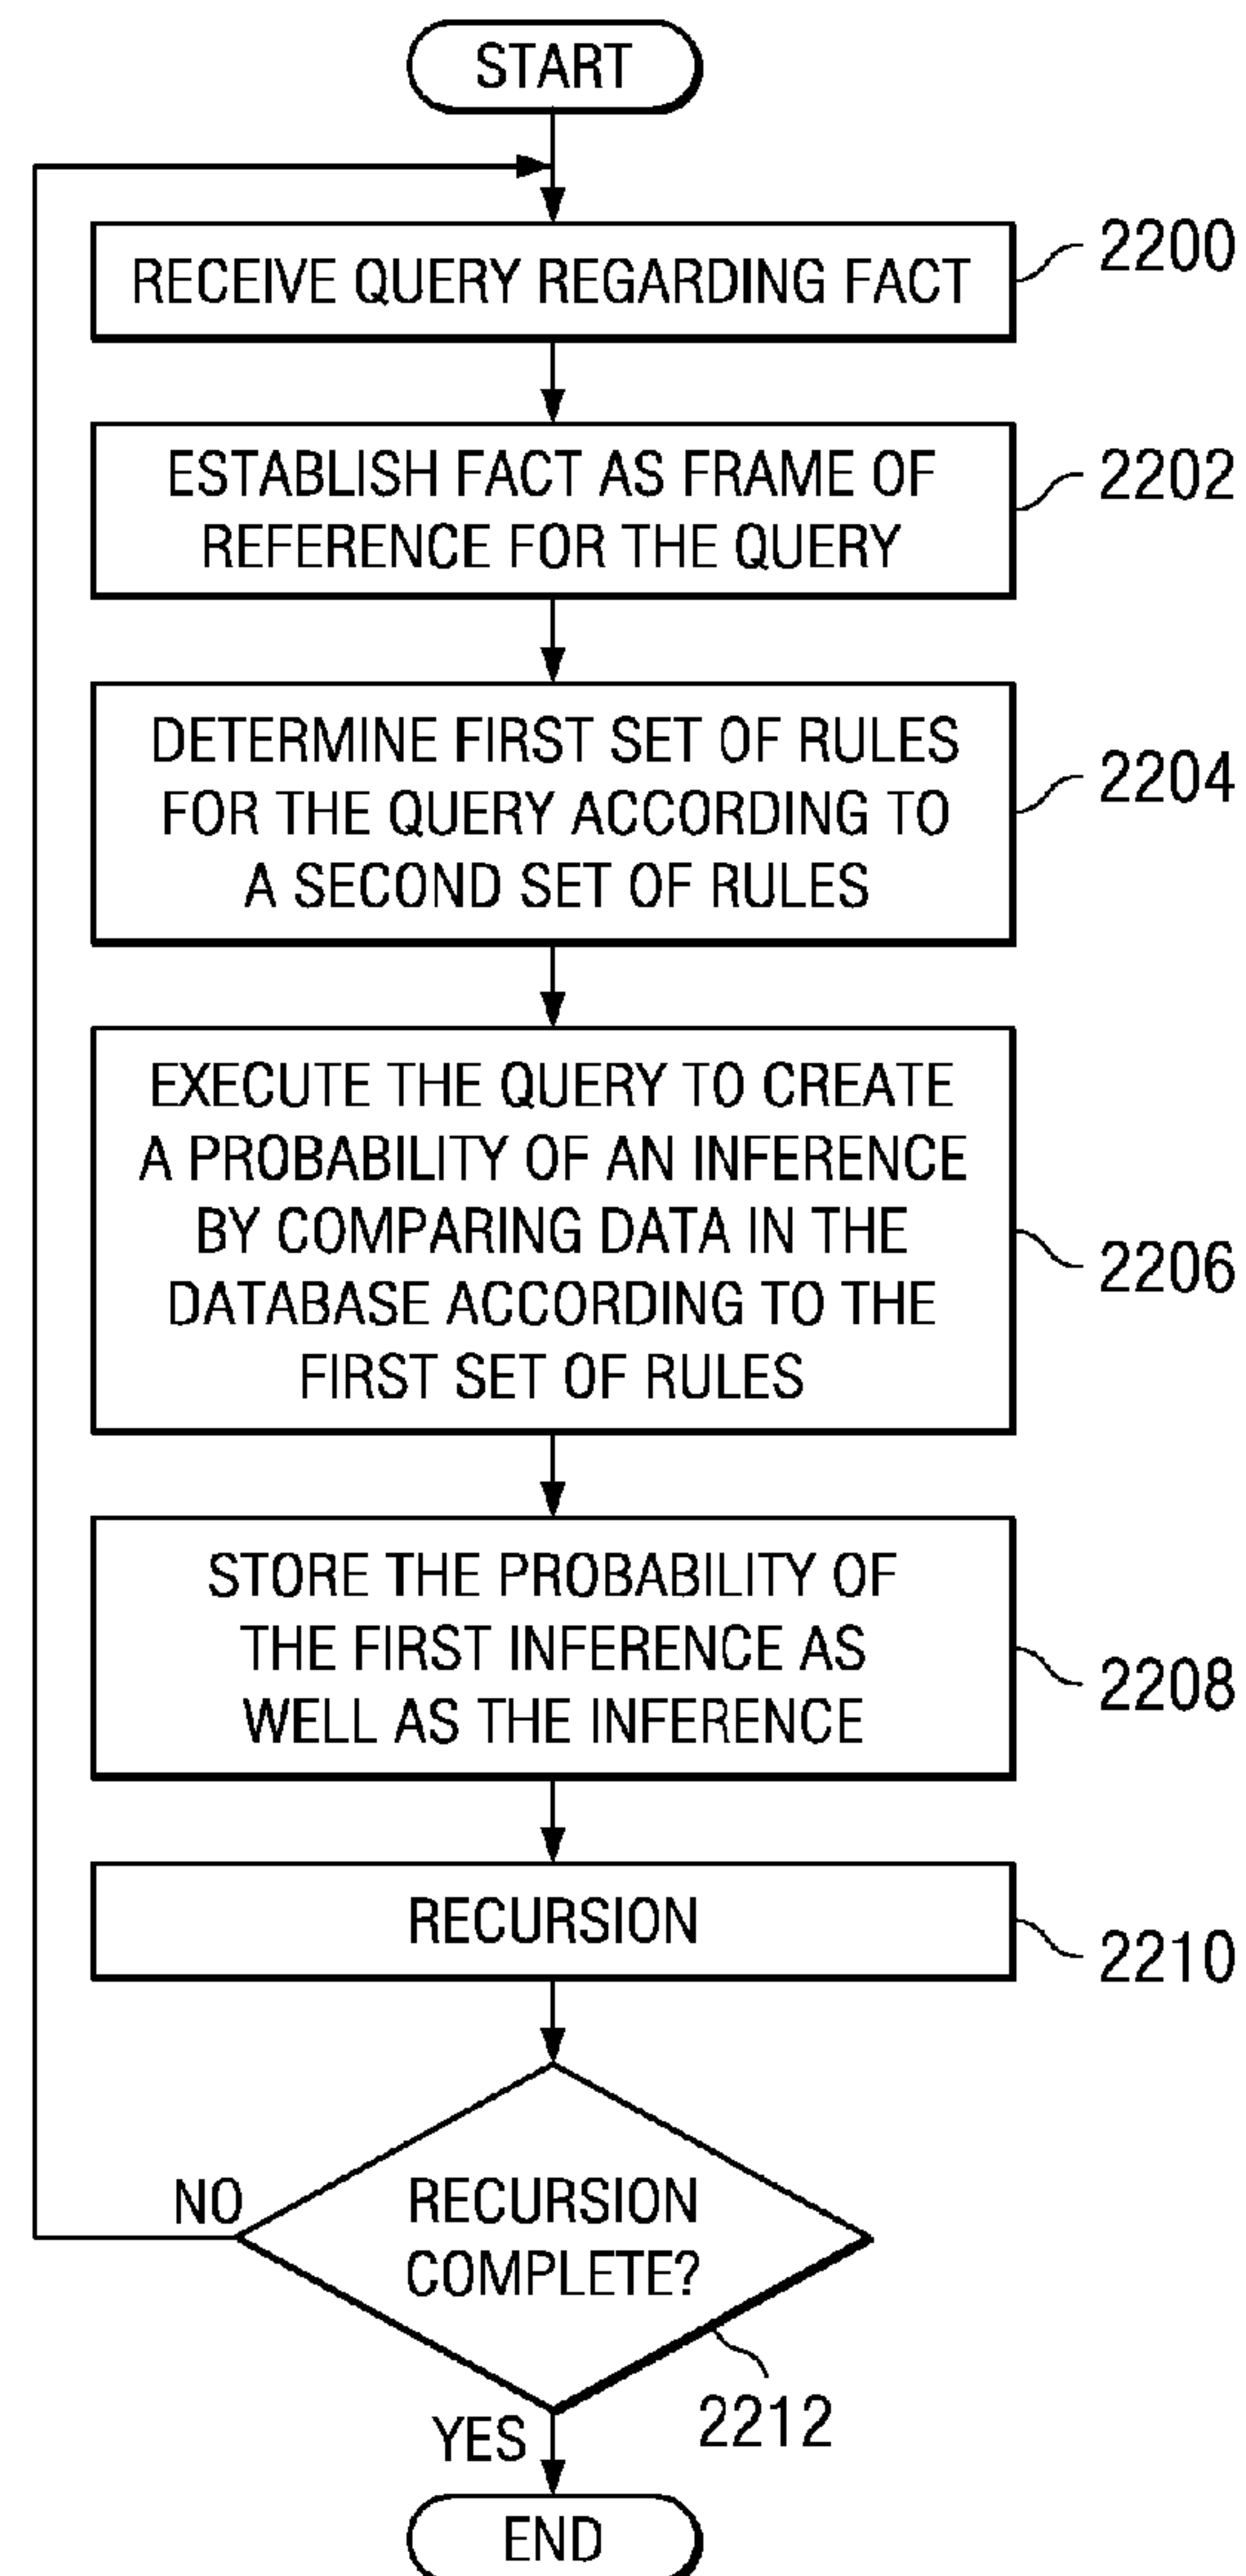 START
RECEIVE QUERY REGARDING FACT
2200
ESTABLISH FACT AS FRAME OF
REFERENCE FOR THE QUERY
2202
DETERMINE FIRST SET OF RULES
FOR THE QUERY ACCORDING TO
A SECOND SET OF RULES
2204
EXECUTE THE QUERY TO CREATE
A PROBABILITY OF AN INFERENCE
BY COMPARING DATA IN THE
DATABASE ACCORDING TO THE
FIRST SET OF RULES
2206
STORE THE PROBABILITY OF
THE FIRST INFERENCE AS
WELL AS THE INFERENCE
2208
RECURSION
2210
NO
RECURSION
COMPLETE?
2212
YES
END